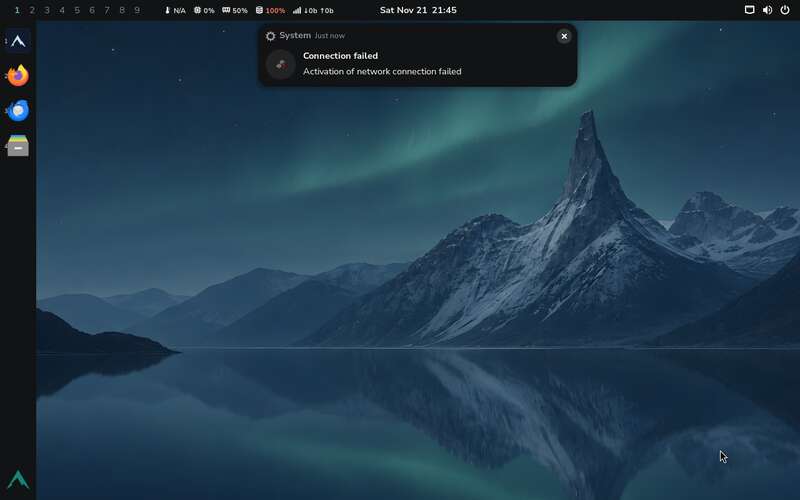 1 2 3 4 5 6 7 8 9
N/A 0% 50% 100% ↓0b ↑0b
Sat Nov 21 21:45
System Just now
Connection failed
Activation of network connection failed